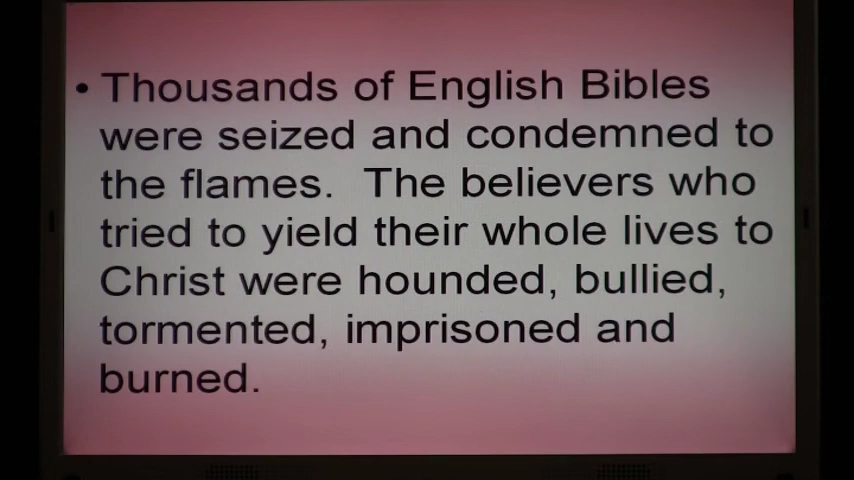 • Thousands of English Bibles
were seized and condemned to
the flames.  The believers who
tried to yield their whole lives to
Christ were hounded, bullied,
tormented, imprisoned and
burned.